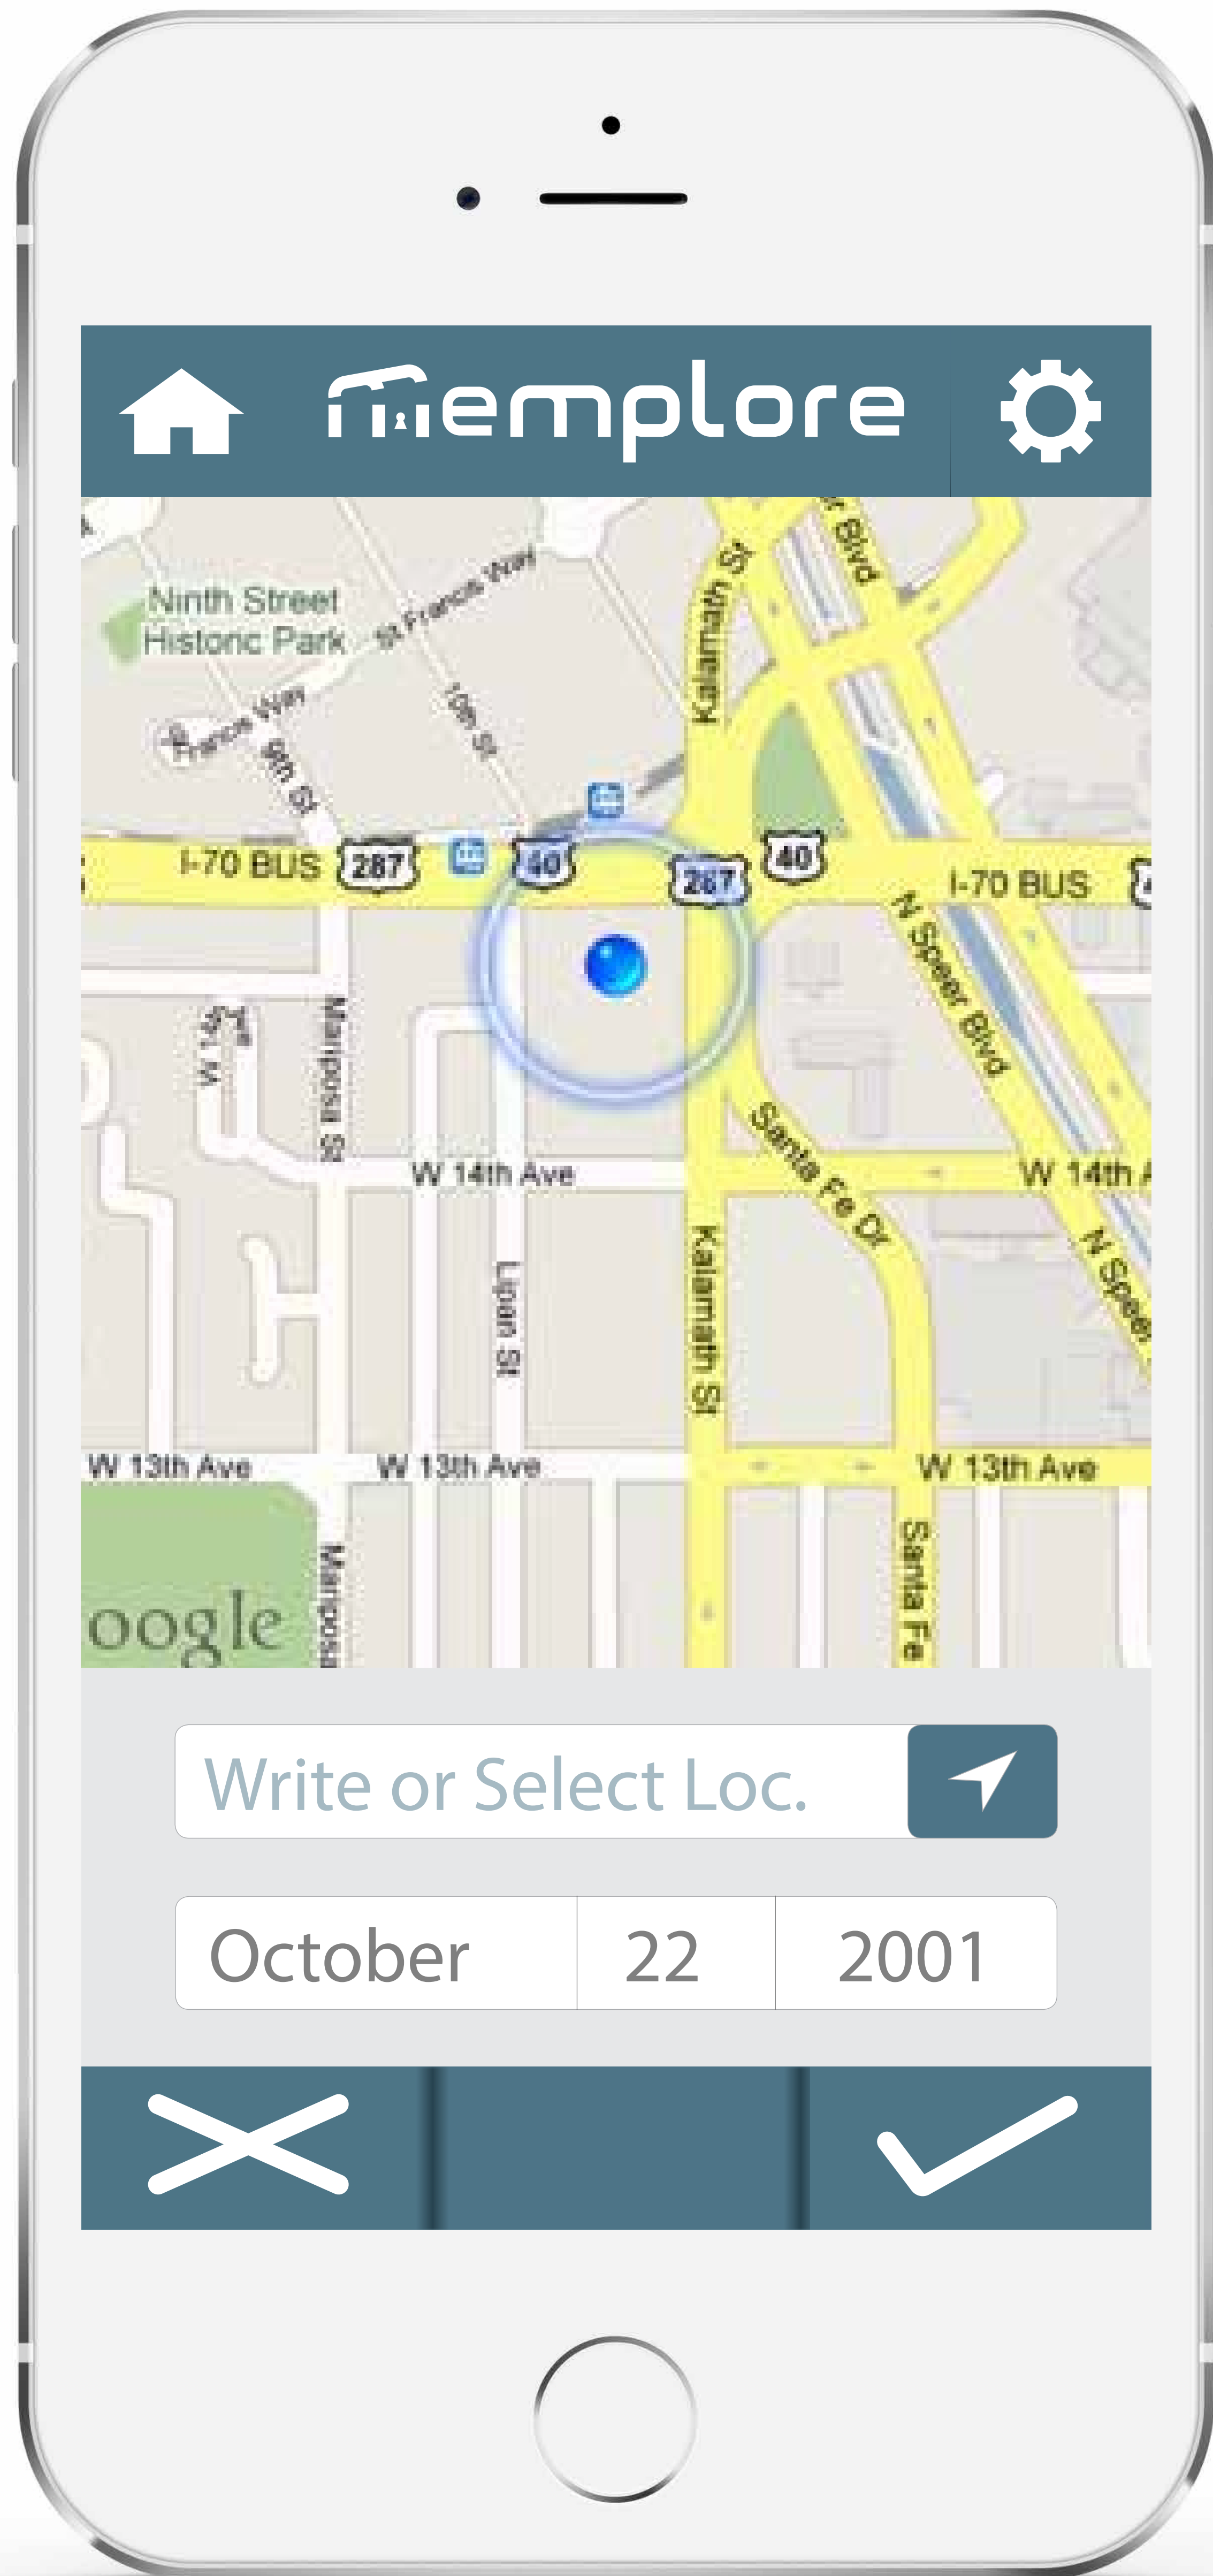 memplore
r Blvd
Kalamath St
Ninth Street
Historic Park
St Francis Way
Francis Way
10th St
9th St
I-70 BUS
287
40
287
40
I-70 BUS
N Speer Blvd
Mariposa St
W 14th Ave
Santa Fe Dr
W 14th A
N Speer
Lipan St
Kalamath St
W 13th Ave
W 13th Ave
W 13th Ave
Mariposa
Santa Fe
oogle
Write or Select Loc.
October 22 2001